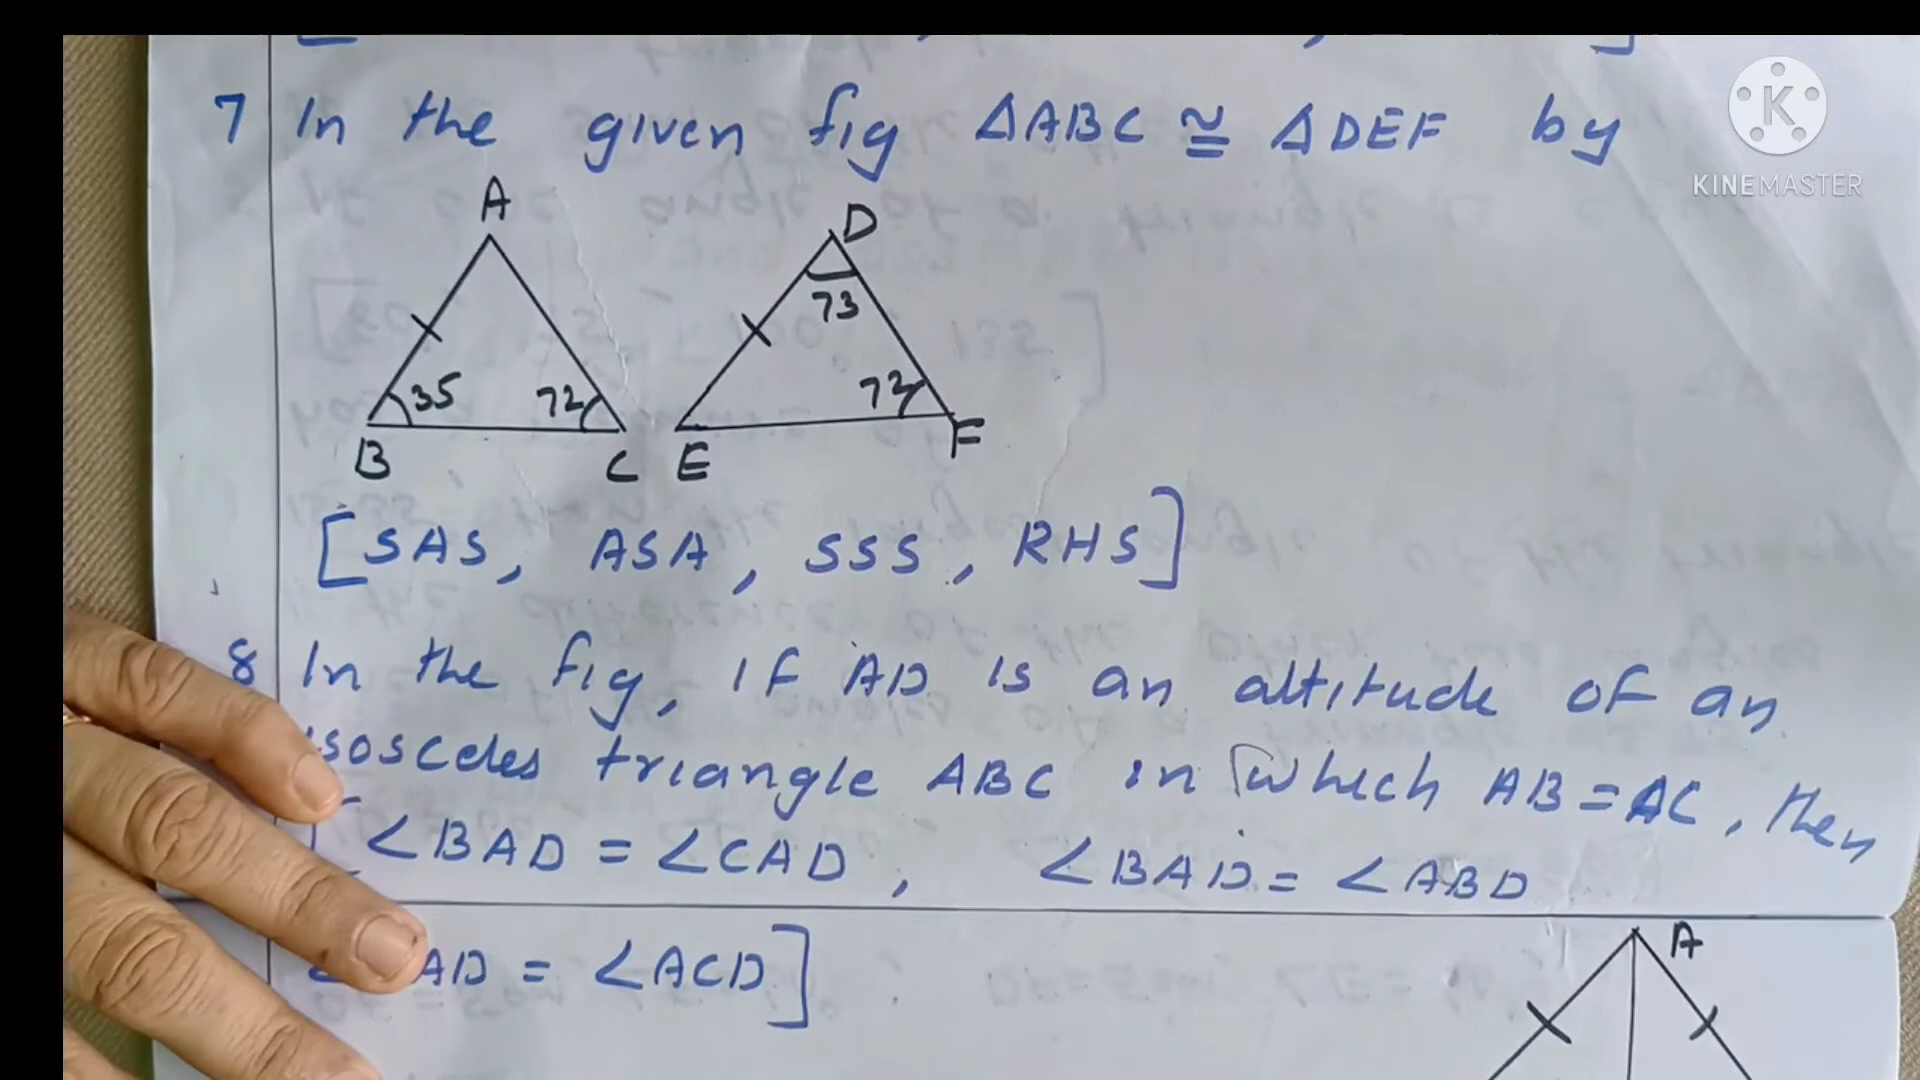 7 In the given fig ΔABC ≅ ΔDEF by
KINEMASTER
A
D
73
35
72
72
B
C
E
F
[SAS, ASA, SSS, RHS]
8 In the fig, if AD is an altitude of an
isosceles triangle ABC in which AB = AC, then
[∠BAD = ∠CAD, ∠BAD = ∠ABD
AD = ∠ACD]
A